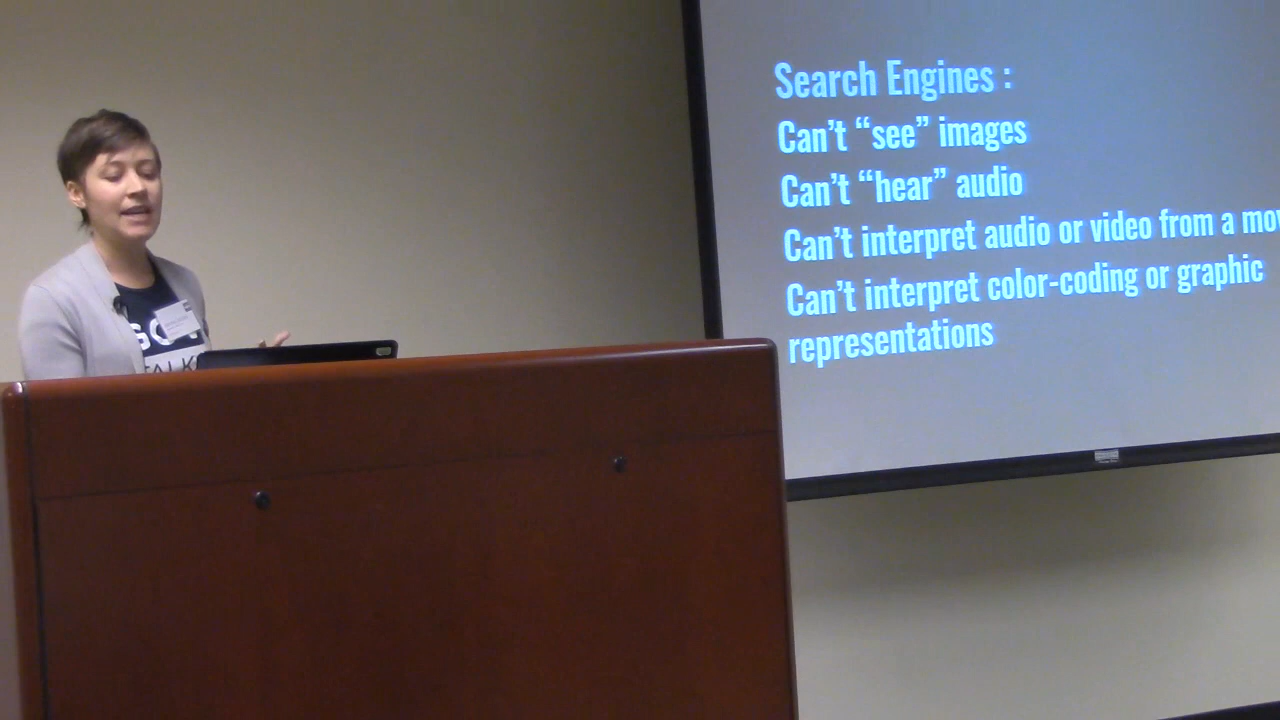 Search Engines :
Can't “see” images
Can't “hear” audio
Can't interpret audio or video from a mov
Can't interpret color-coding or graphic
representations
TALK